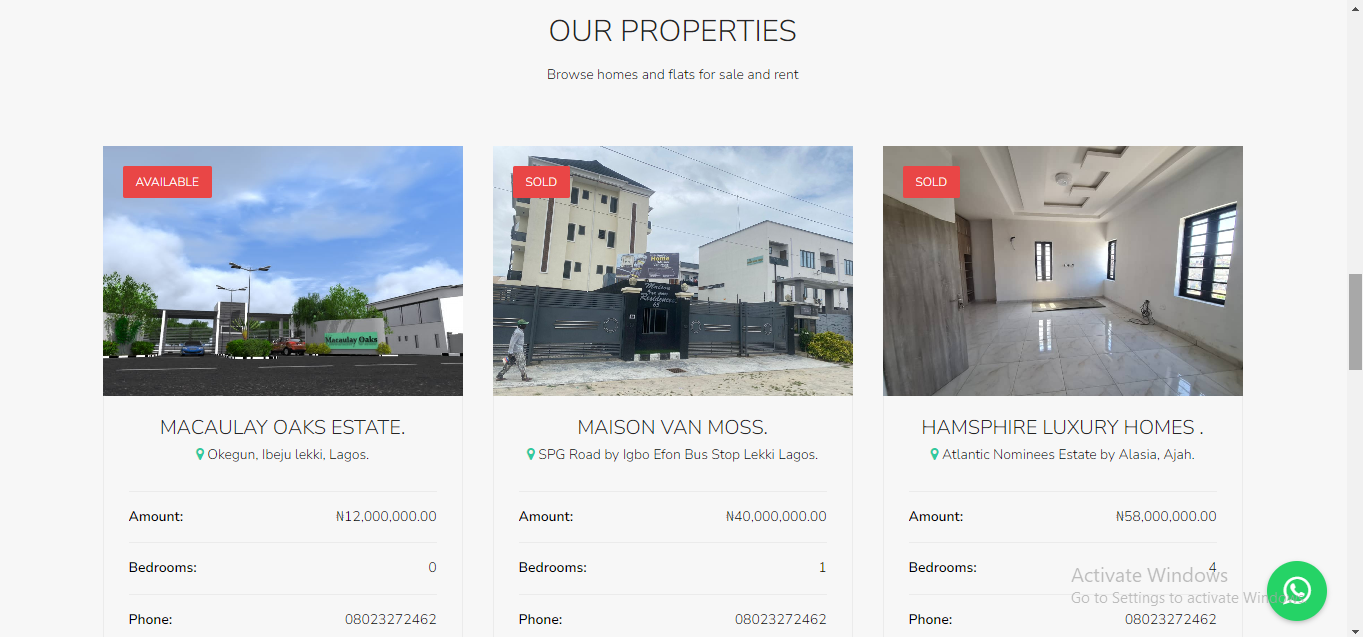 OUR PROPERTIES
Browse homes and flats for sale and rent
AVAILABLE
Macaulay Oaks
MACAULAY OAKS ESTATE.
Okegun, Ibeju lekki, Lagos.
Amount: ₦12,000,000.00
Bedrooms: 0
Phone: 08023272462
SOLD
Home
Maison
Residences
MAISON VAN MOSS.
SPG Road by Igbo Efon Bus Stop Lekki Lagos.
Amount: ₦40,000,000.00
Bedrooms: 1
Phone: 08023272462
SOLD
HAMSPHIRE LUXURY HOMES .
Atlantic Nominees Estate by Alasia, Ajah.
Amount: ₦58,000,000.00
Bedrooms: 4
Phone: 08023272462
Activate Windows
Go to Settings to activate Windows.